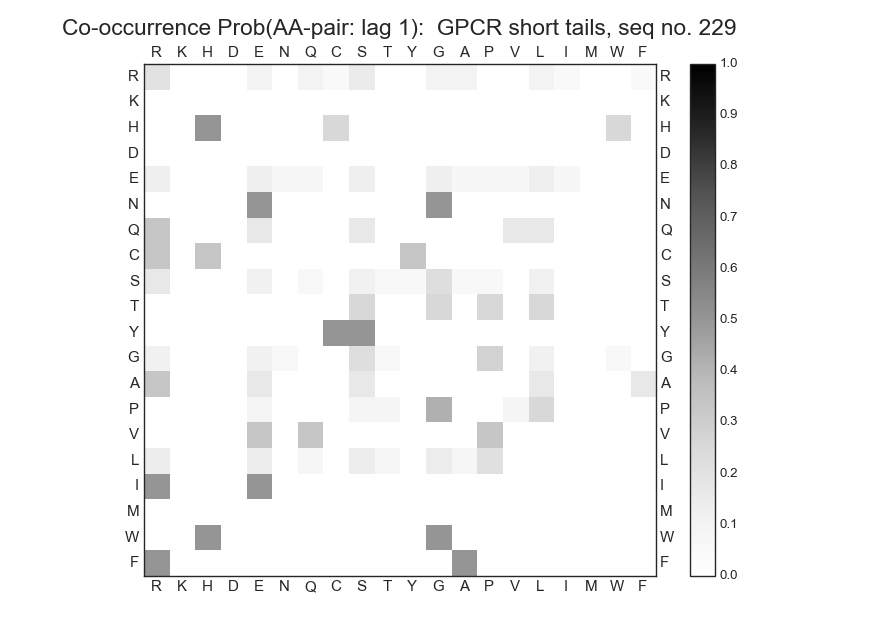 Co-occurrence Prob(AA-pair: lag 1):  GPCR short tails, seq no. 229
R K H D E N Q C S T Y G A P V L I M W F
R R 1.0
K K 0.9
H H
D D 0.8
E E
N N 0.7
Q Q
C C 0.6
S S
T T 0.5
Y Y
G G 0.4
A A
P P 0.3
V V
L L 0.2
I I
M M 0.1
W W
F F 0.0
R K H D E N Q C S T Y G A P V L I M W F